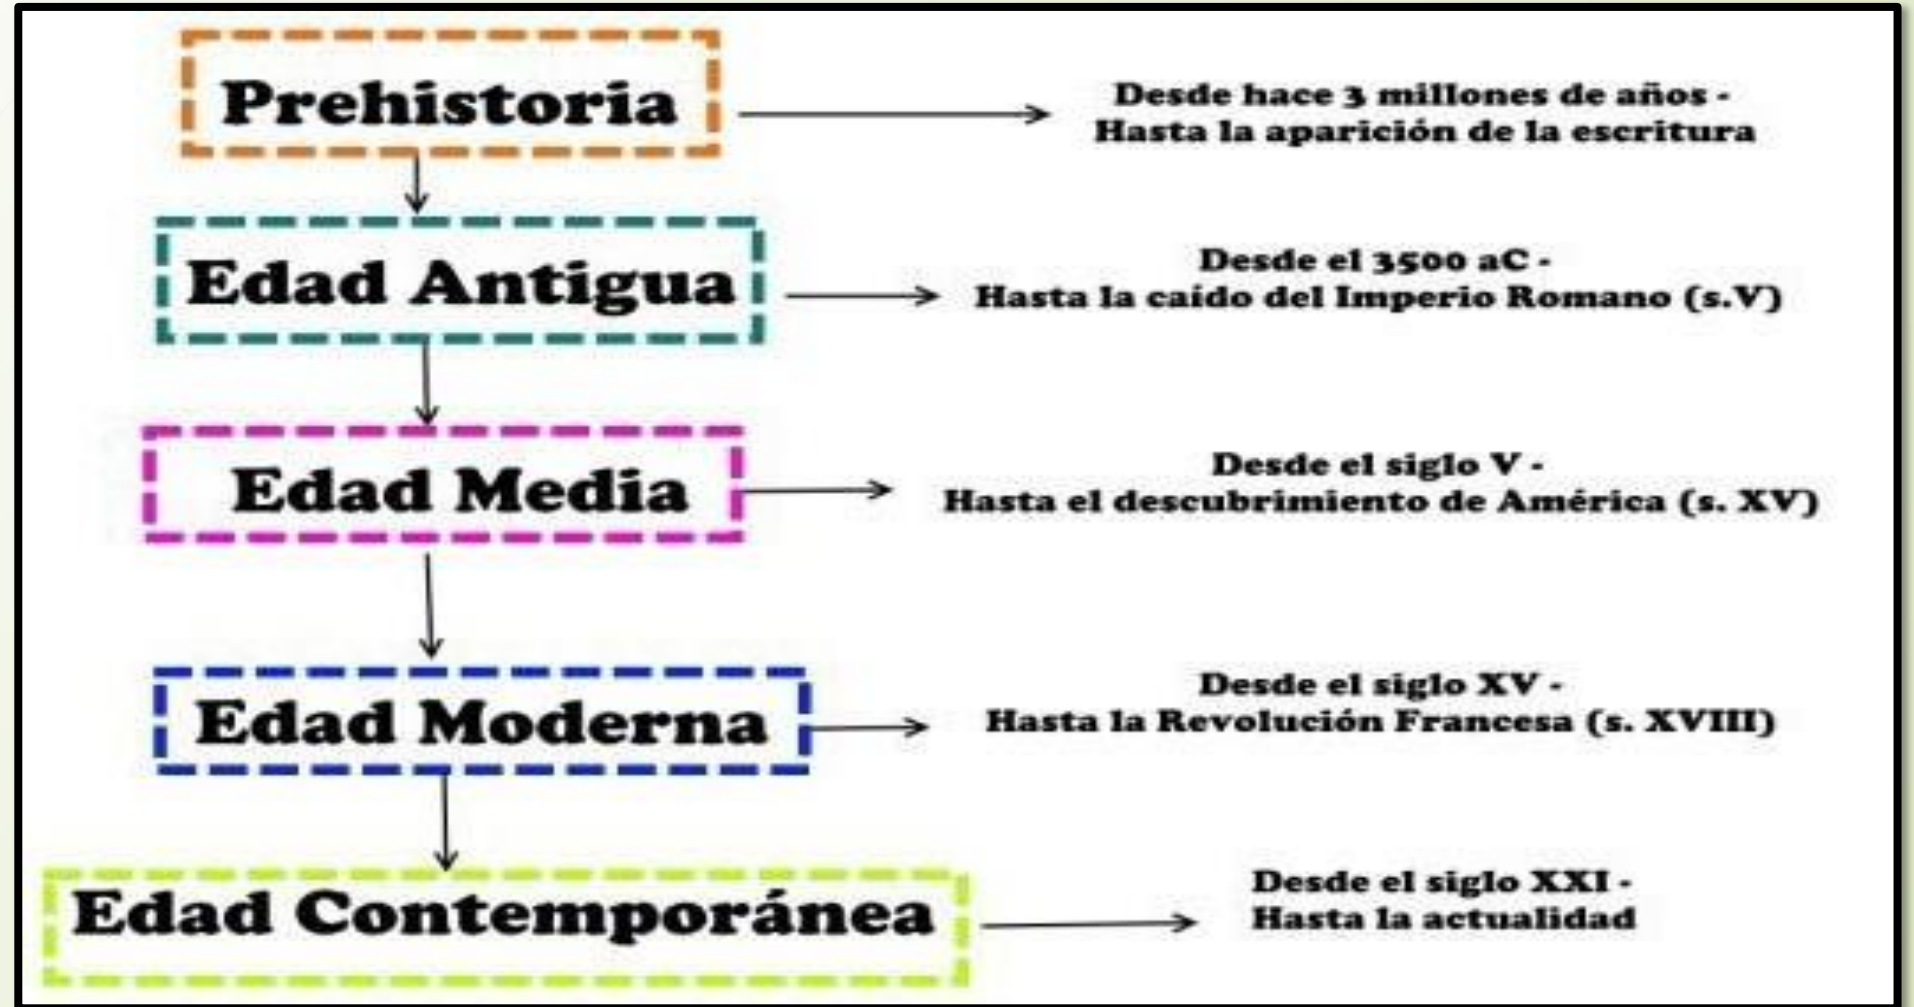 Prehistoria
Desde hace 3 millones de años -
Hasta la aparición de la escritura
Edad Antigua
Desde el 3500 aC -
Hasta la caído del Imperio Romano (s.V)
Edad Media
Desde el siglo V -
Hasta el descubrimiento de América (s. XV)
Edad Moderna
Desde el siglo XV -
Hasta la Revolución Francesa (s. XVIII)
Edad Contemporánea
Desde el siglo XXI -
Hasta la actualidad